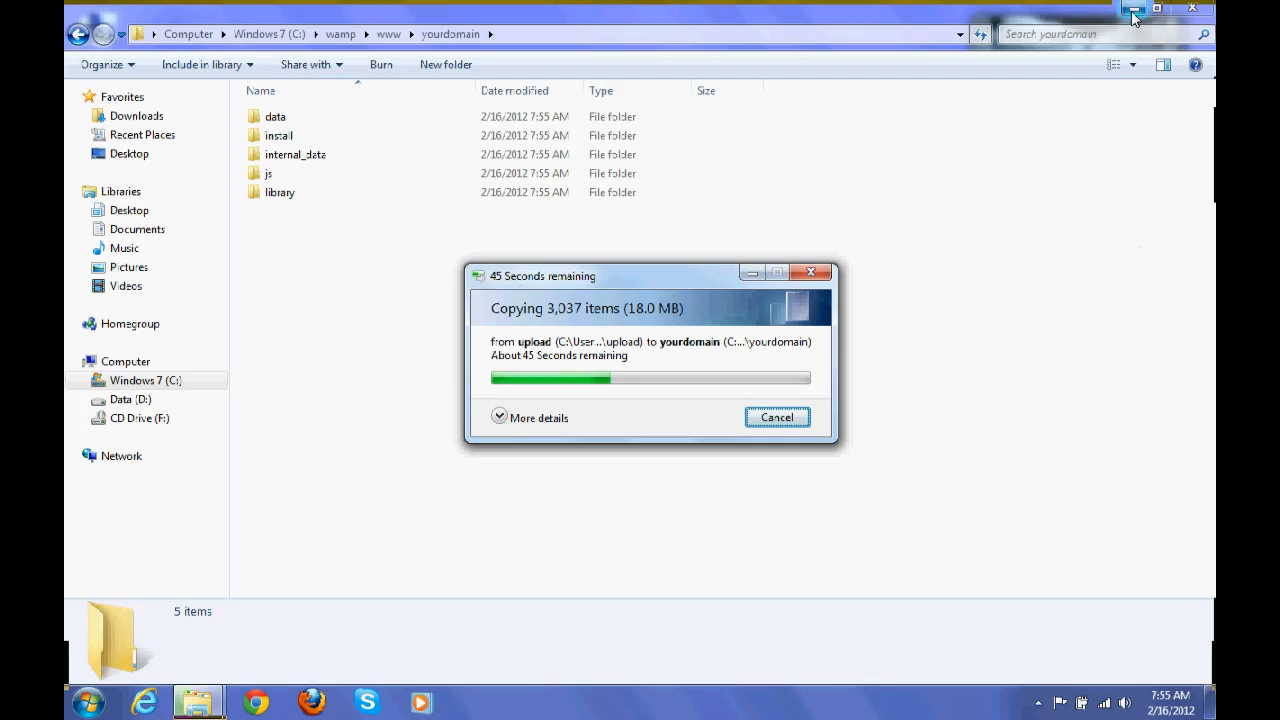 Computer Windows 7 (C:) wamp www yourdomain
Search yourdomain
Organize Include in library Share with Burn New folder
Name Date modified Type Size
Favorites
Downloads
Recent Places
Desktop
Libraries
Desktop
Documents
Music
Pictures
Videos
Homegroup
Computer
Windows 7 (C:)
Data (D:)
CD Drive (F:)
Network
data 2/16/2012 7:55 AM File folder
install 2/16/2012 7:55 AM File folder
internal_data 2/16/2012 7:55 AM File folder
js 2/16/2012 7:55 AM File folder
library 2/16/2012 7:55 AM File folder
45 Seconds remaining
Copying 3,037 items (18.0 MB)
from upload (C:\User...\upload) to yourdomain (C:...\yourdomain)
About 45 Seconds remaining
More details
Cancel
5 items
7:55 AM
2/16/2012